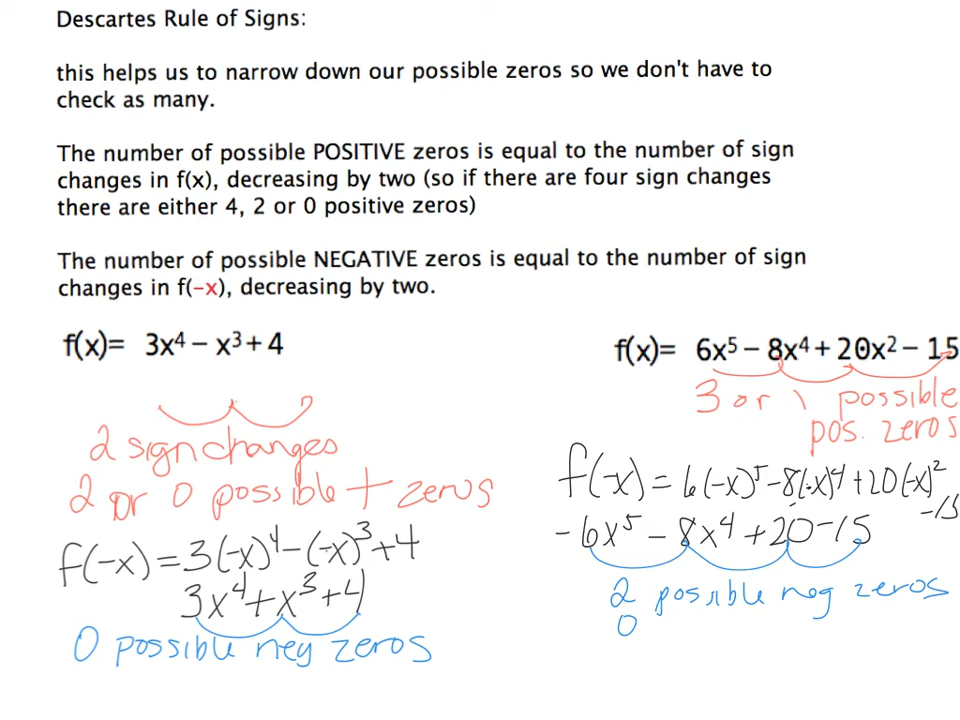 Descartes Rule of Signs:
this helps us to narrow down our possible zeros so we don't have to
check as many.
The number of possible POSITIVE zeros is equal to the number of sign
changes in f(x), decreasing by two (so if there are four sign changes
there are either 4, 2 or 0 positive zeros)
The number of possible NEGATIVE zeros is equal to the number of sign
changes in f(−x), decreasing by two.
f(x)= 3x⁴ − x³ + 4
2 sign changes
2 or 0 possible + zeros
f(-x) = 3(-x)⁴ - (-x)³ + 4
3x⁴ + x³ + 4
0 possible neg zeros
f(x)= 6x⁵ − 8x⁴ + 20x² − 15
3 or 1 possible
pos. zeros
f(-x) = 6(-x)⁵ - 8(-x)⁴ + 20(-x)²
-15
- 6x⁵ - 8x⁴ + 20 - 15
2 possible neg zeros
0